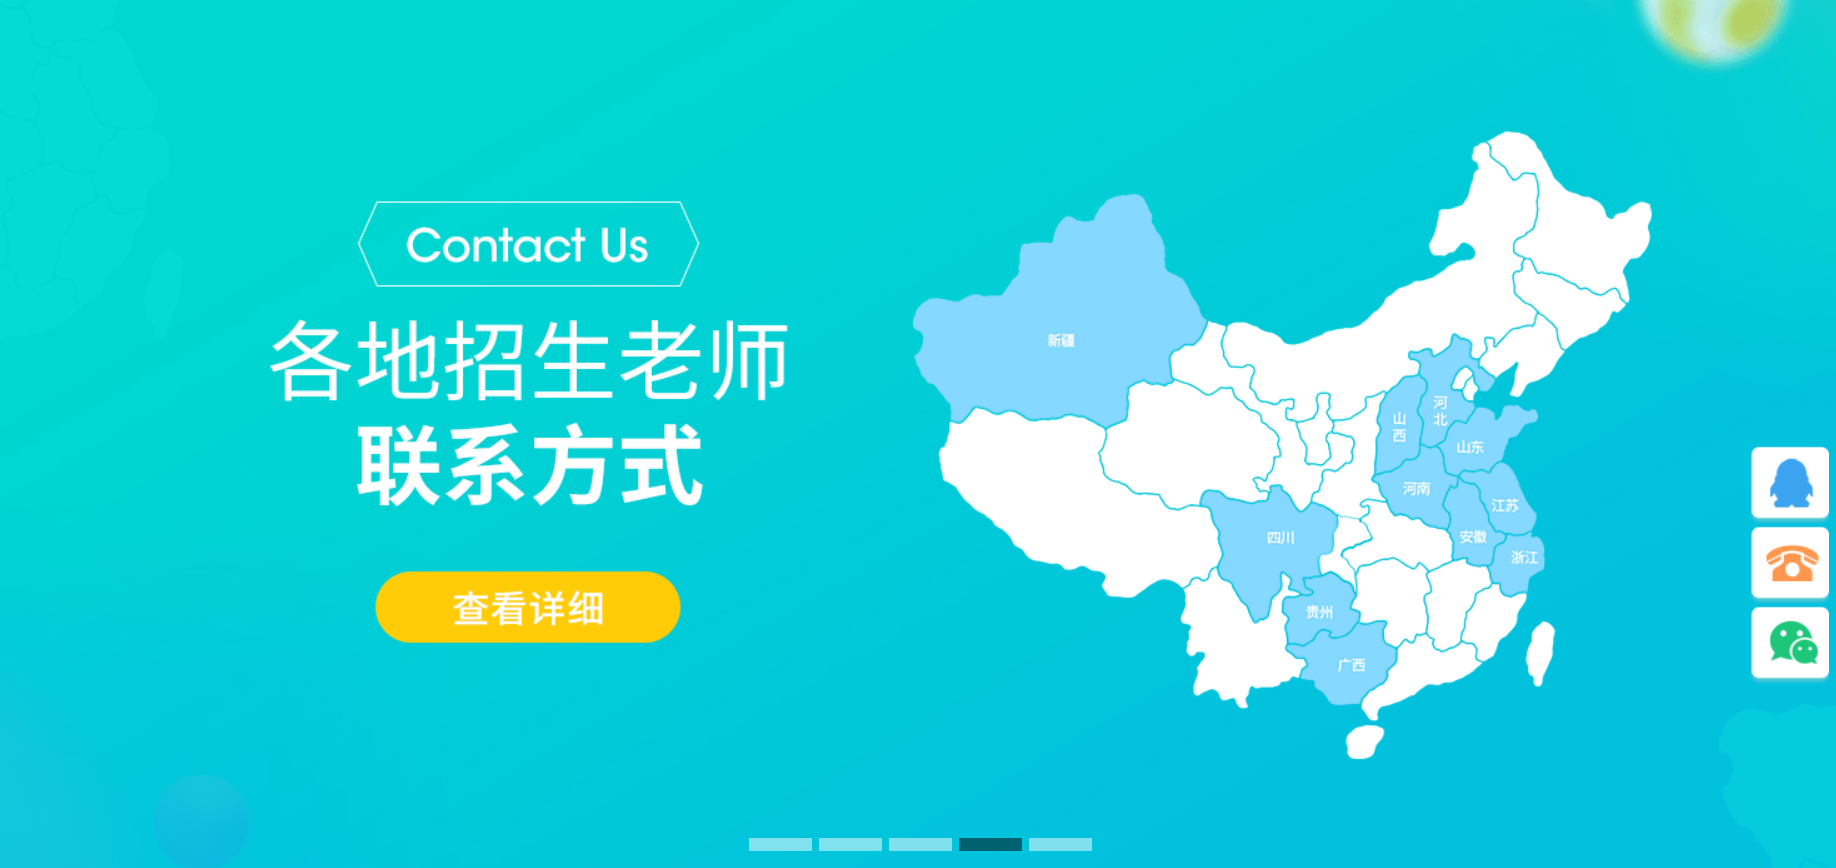 Contact Us
各地招生老师
联系方式
查看详细
新疆
山西
河北
山东
河南
江苏
安徽
浙江
四川
贵州
广西